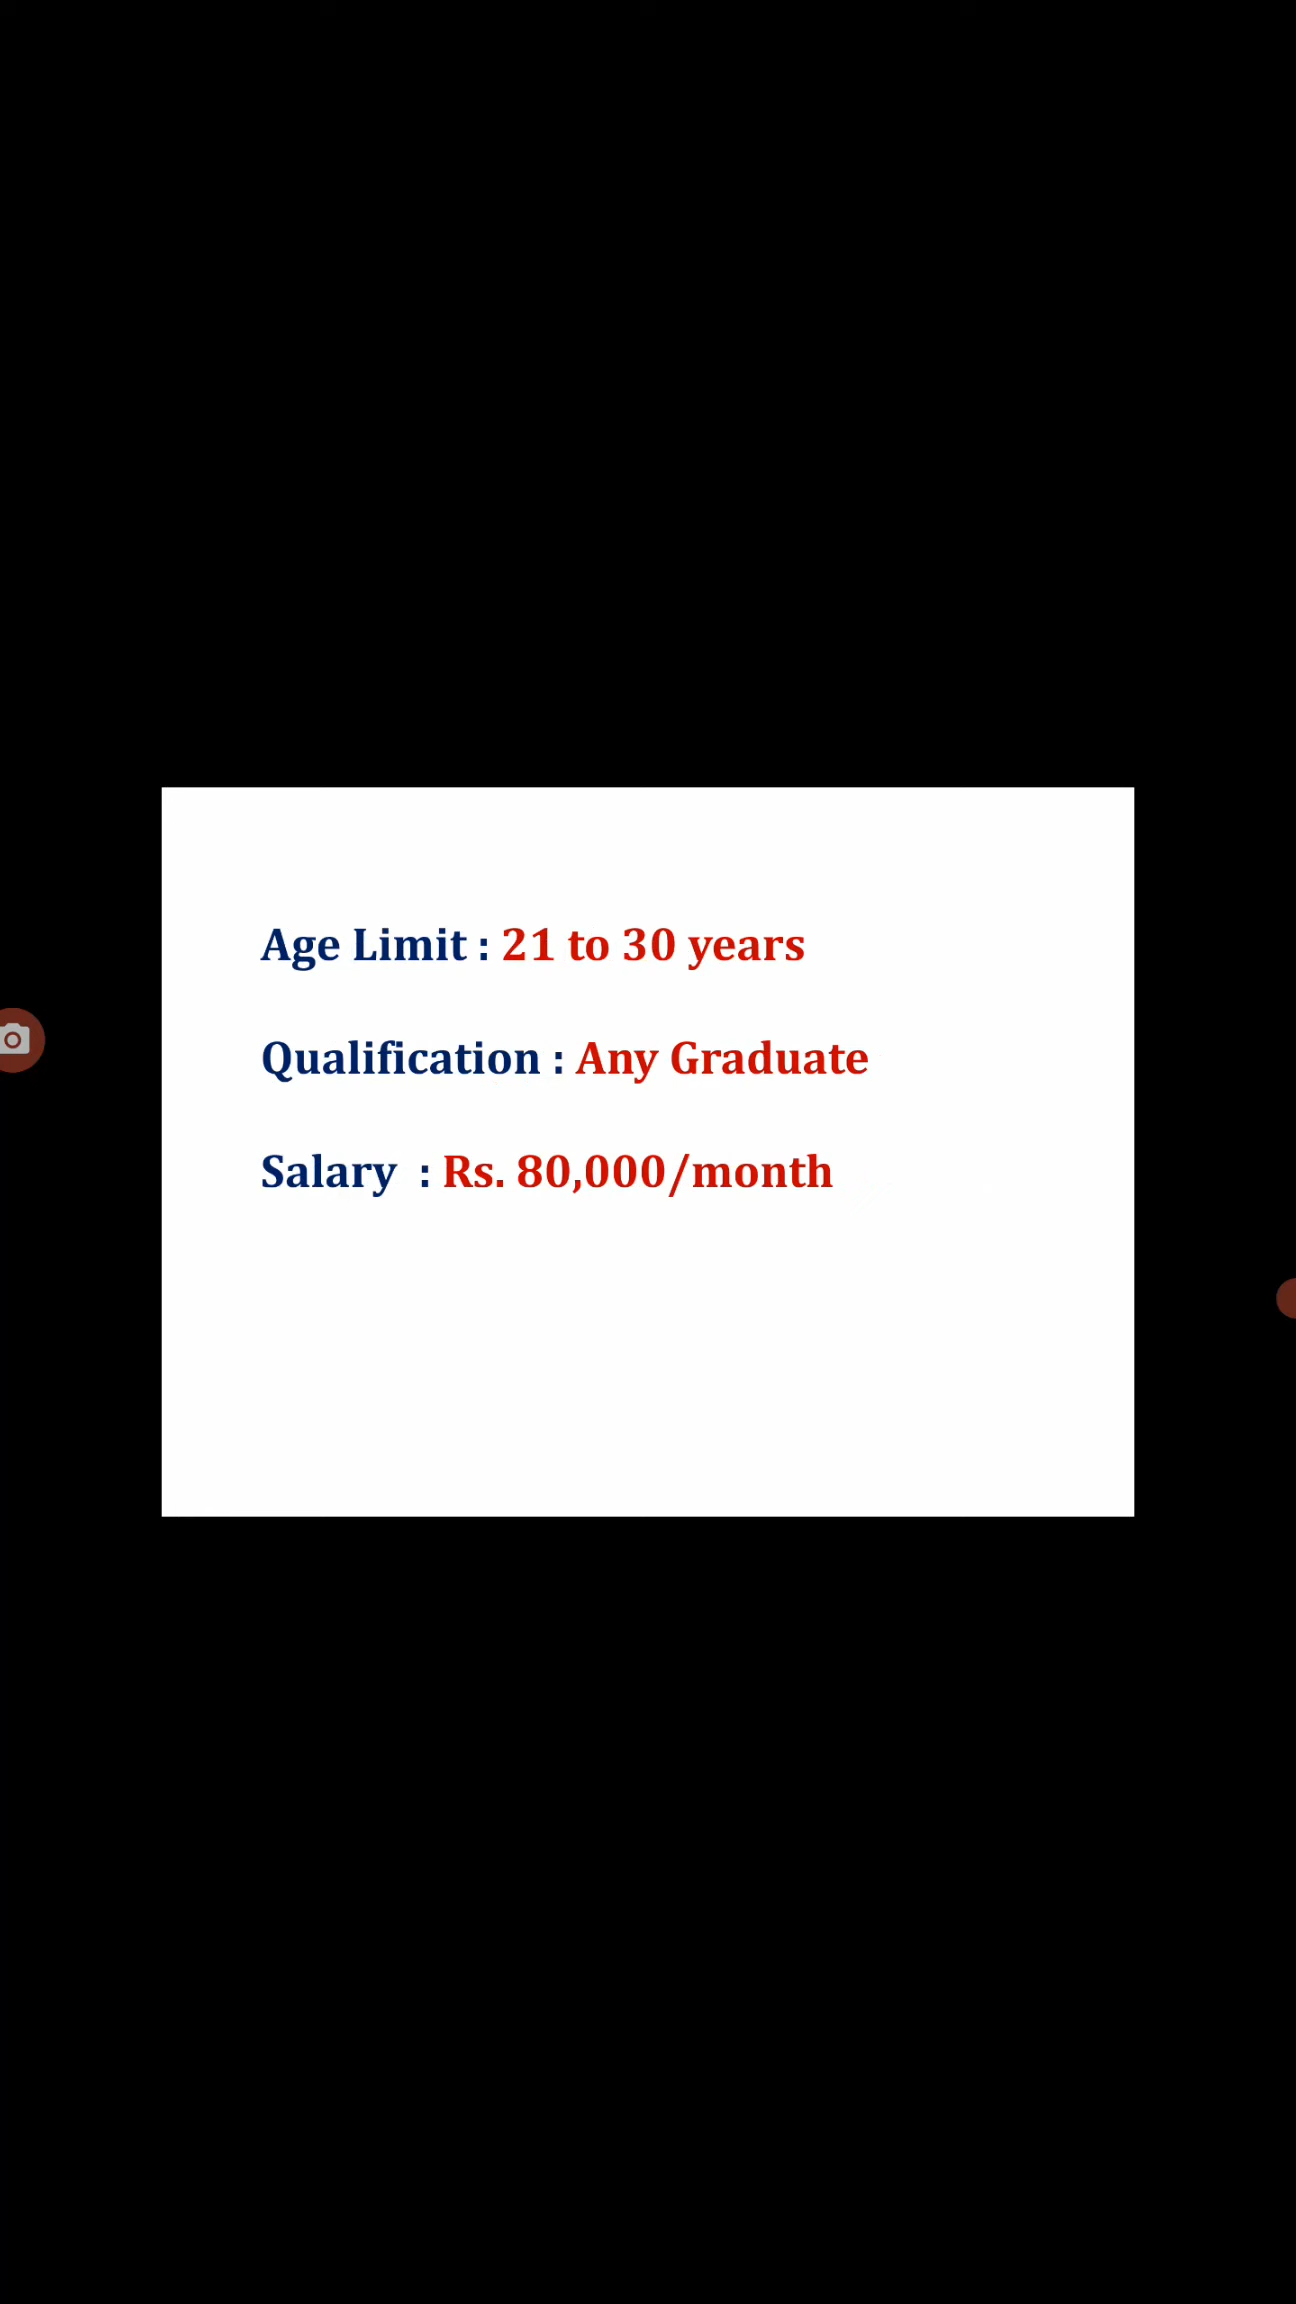 Age Limit : 21 to 30 years
Qualification : Any Graduate
Salary  : Rs. 80,000/month